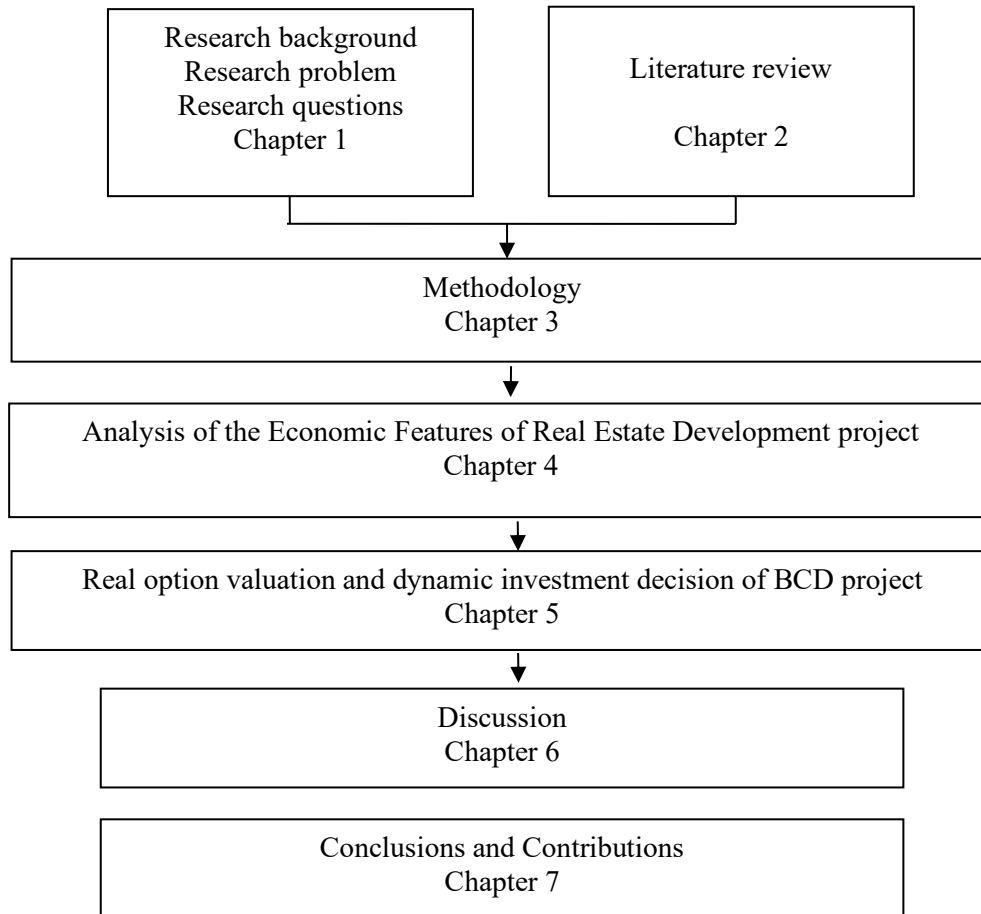 Research background
Research problem
Research questions
Chapter 1
Literature review
Chapter 2
Methodology
Chapter 3
Analysis of the Economic Features of Real Estate Development project
Chapter 4
Real option valuation and dynamic investment decision of BCD project
Chapter 5
Discussion
Chapter 6
Conclusions and Contributions
Chapter 7